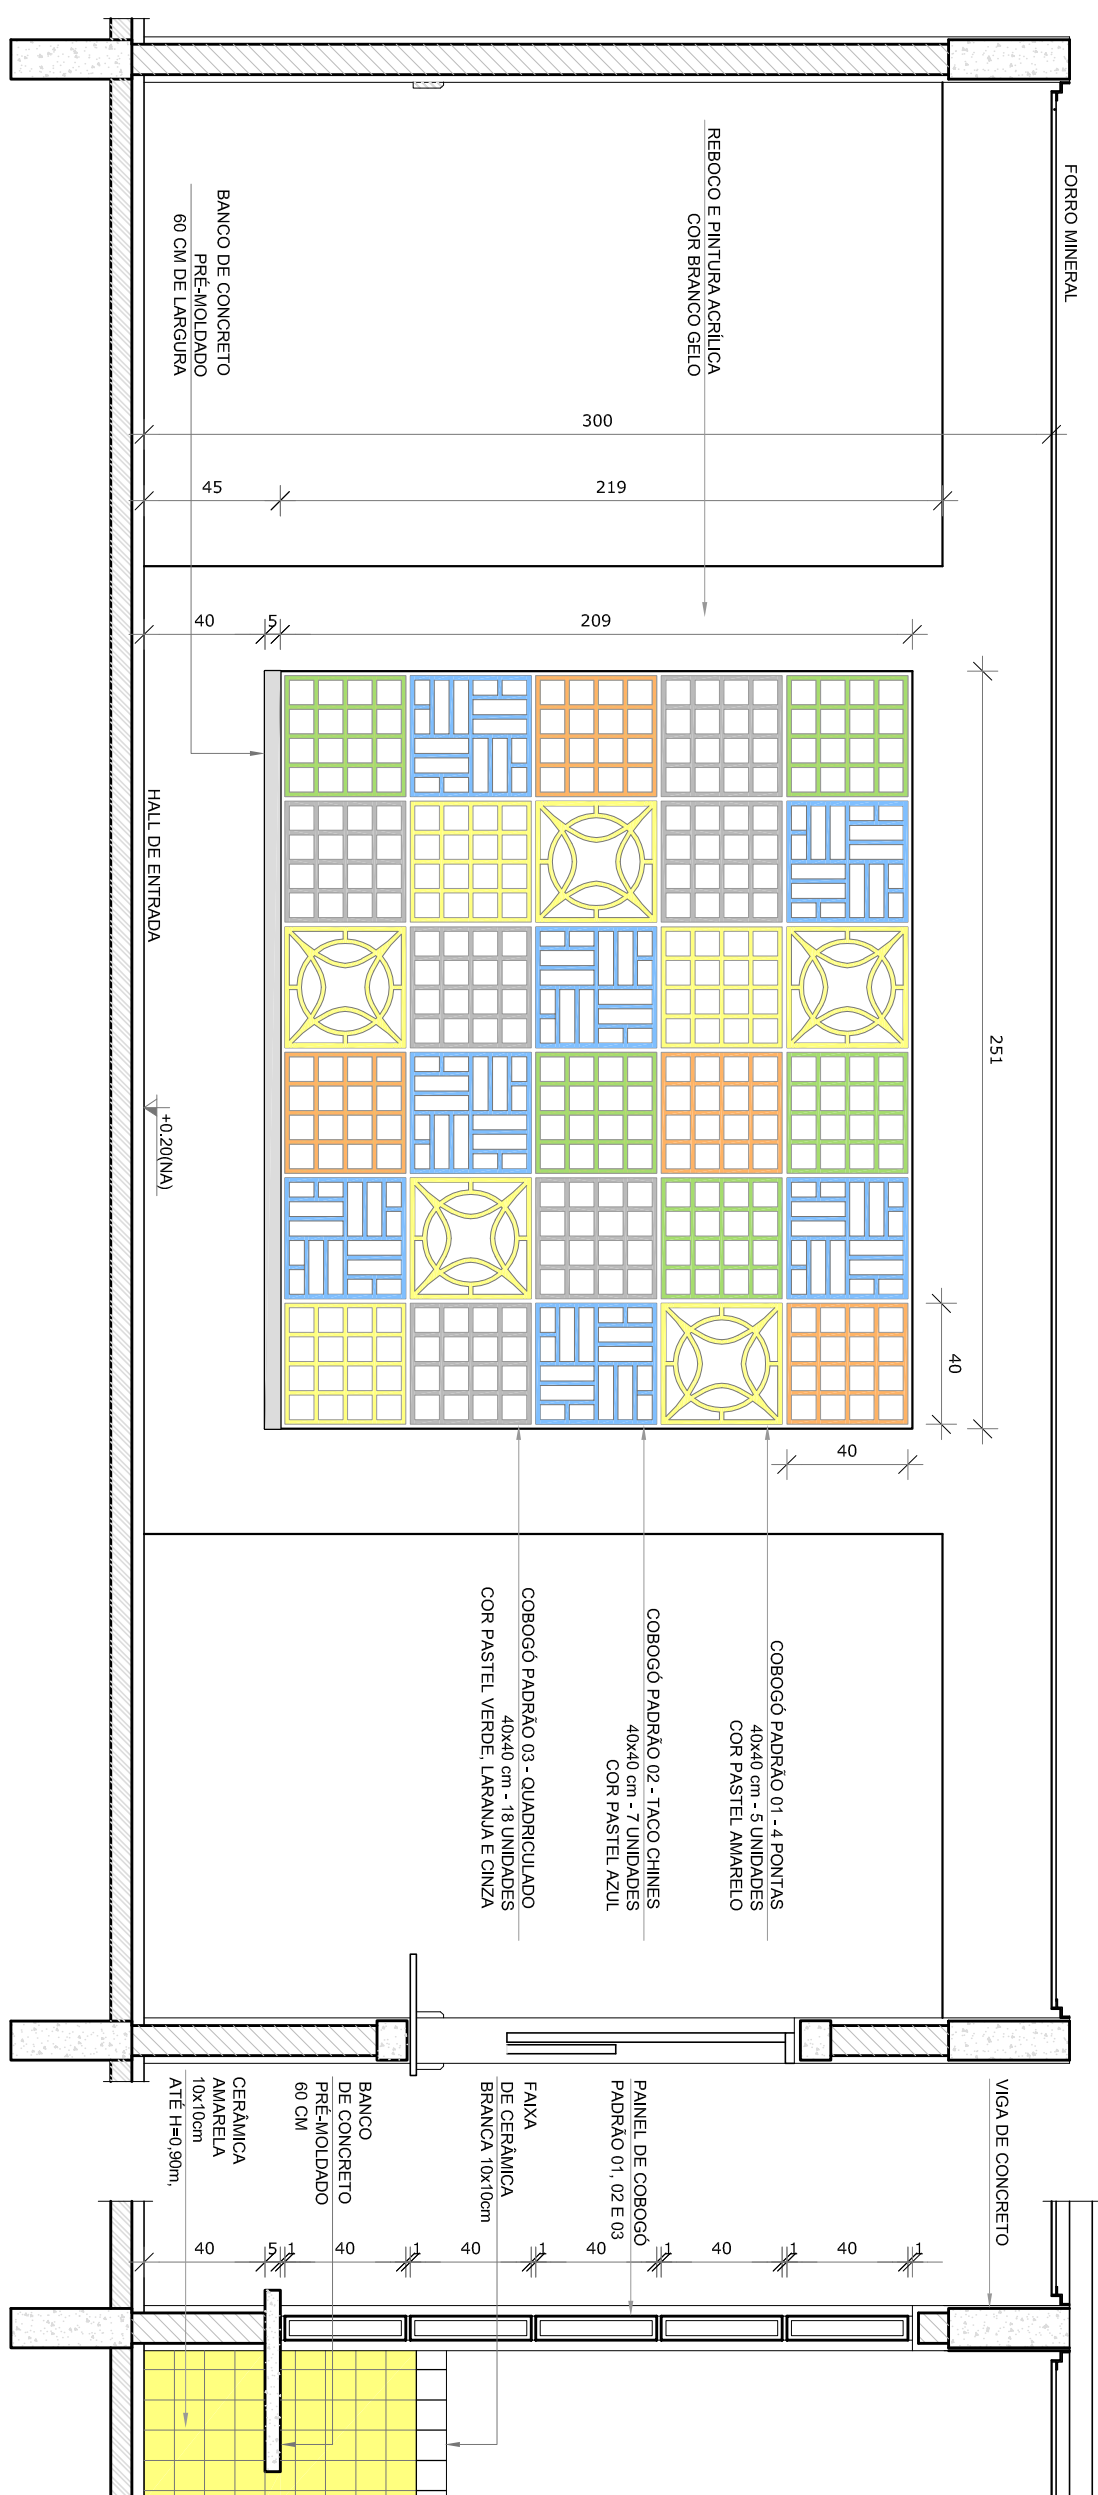 FORRO MINERAL
REBOCO E PINTURA ACRÍLICA
COR BRANCO GELO
BANCO DE CONCRETO
PRÉ-MOLDADO
60 CM DE LARGURA
300
45
219
40
5
209
251
HALL DE ENTRADA
+0.20(NA)
40
40
COBOGÓ PADRÃO 01 - 4 PONTAS
40x40 cm - 5 UNIDADES
COR PASTEL AMARELO
COBOGÓ PADRÃO 02 - TACO CHINES
40x40 cm - 7 UNIDADES
COR PASTEL AZUL
COBOGÓ PADRÃO 03 - QUADRICULADO
40x40 cm - 18 UNIDADES
COR PASTEL VERDE, LARANJA E CINZA
VIGA DE CONCRETO
PAINEL DE COBOGÓ
PADRÃO 01, 02 E 03
FAIXA
DE CERÂMICA
BRANCA 10x10cm
BANCO
DE CONCRETO
PRÉ-MOLDADO
60 CM
CERÂMICA
AMARELA
10x10cm
ATÉ H=0,90m,
40
5
1
40
1
40
1
40
1
40
1
40
1